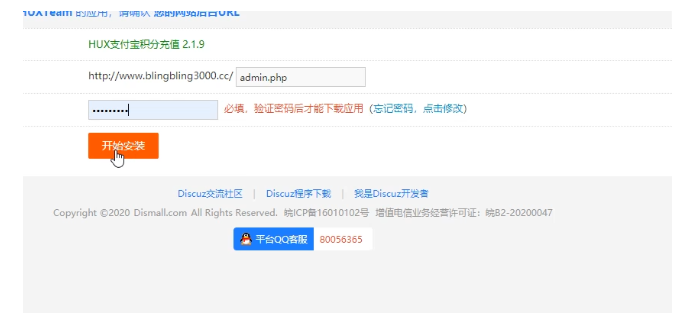 HUXTeam 的应用，请确认 您的网站后台URL
HUX支付宝积分充值 2.1.9
http://www.blingbling3000.cc/ admin.php
必填，验证密码后才能下载应用（忘记密码，点击修改）
开始安装
Discuz交流社区 | Discuz程序下载 | 我是Discuz开发者
Copyright ©2020 Dismall.com All Rights Reserved. 皖ICP备16010102号 增值电信业务经营许可证：皖B2-20200047
平台QQ客服 80056365